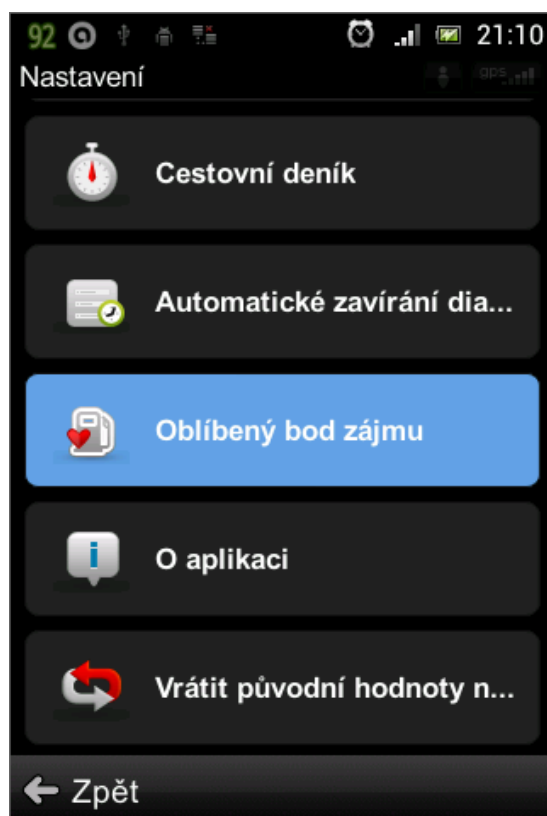 92 21:10
Nastavení
gps
Cestovní deník
Automatické zavírání dia...
Oblíbený bod zájmu
O aplikaci
Vrátit původní hodnoty n...
Zpět